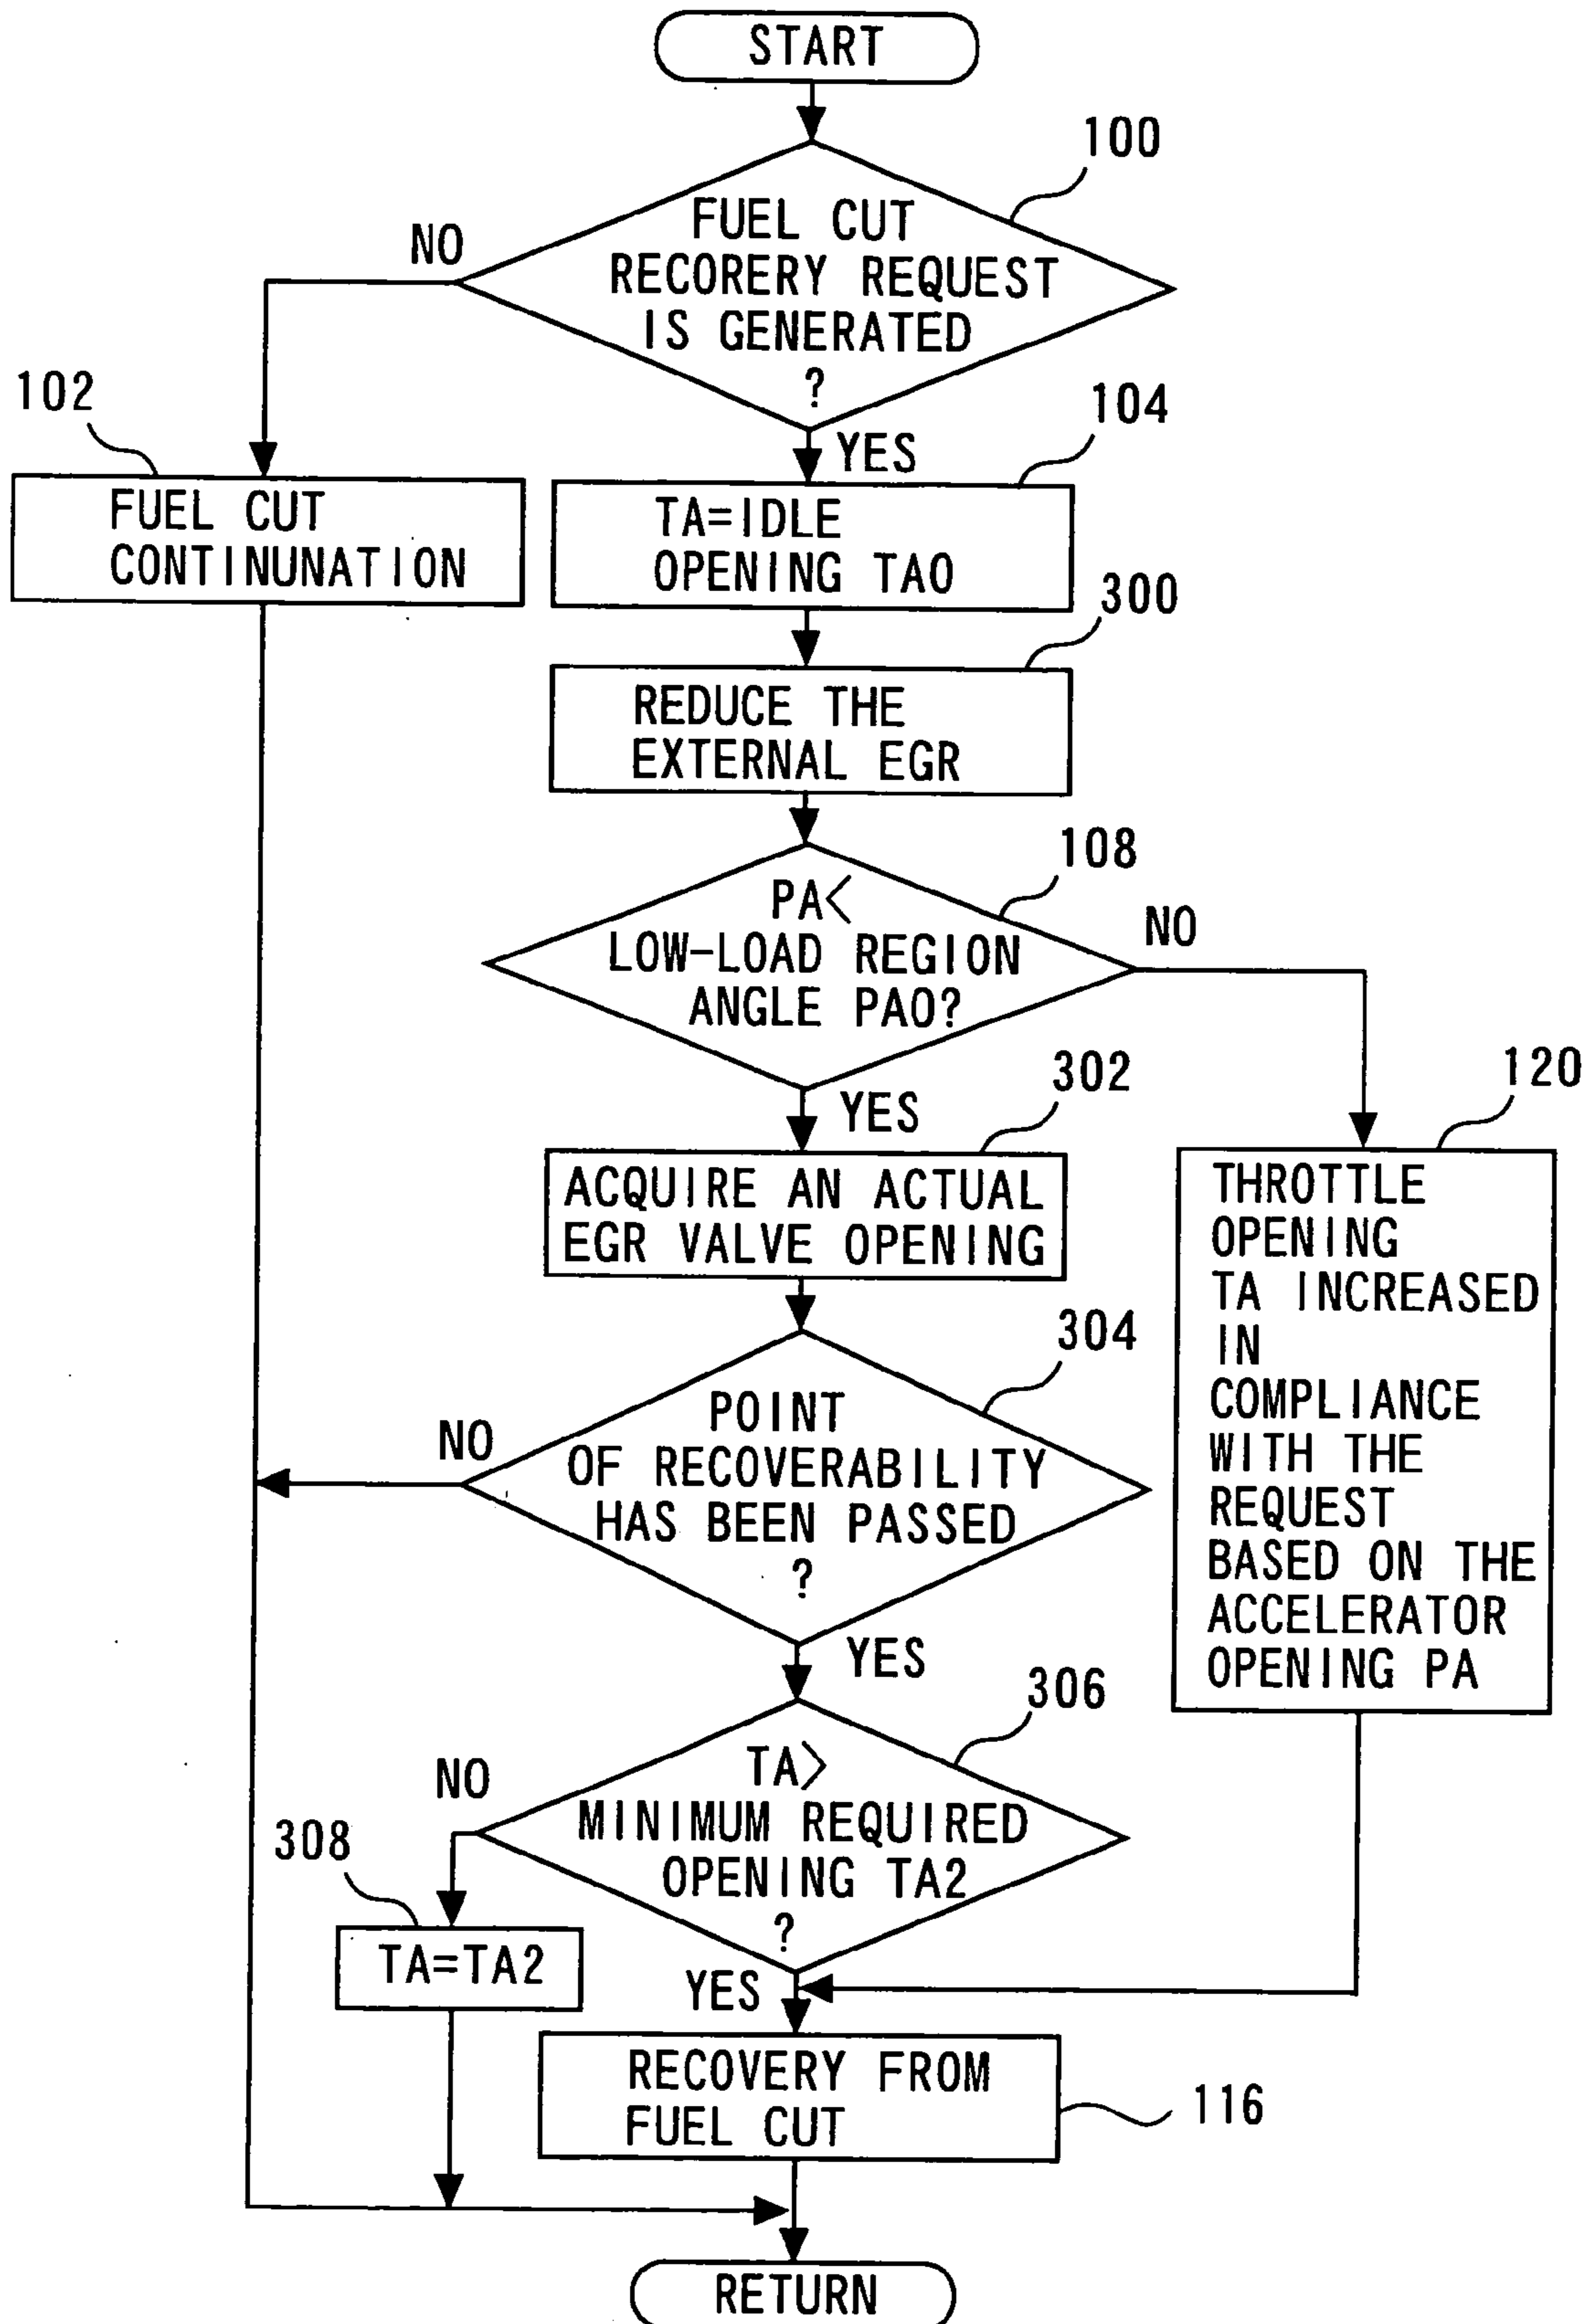 START
100
FUEL CUT
RECORERY REQUEST
IS GENERATED
?
NO
YES
102
FUEL CUT
CONTINUNATION
104
TA=IDLE
OPENING TA0
300
REDUCE THE
EXTERNAL EGR
108
PA<
LOW-LOAD REGION
ANGLE PA0?
NO
YES
302
ACQUIRE AN ACTUAL
EGR VALVE OPENING
120
THROTTLE
OPENING
TA INCREASED
IN
COMPLIANCE
WITH THE
REQUEST
BASED ON THE
ACCELERATOR
OPENING PA
304
POINT
OF RECOVERABILITY
HAS BEEN PASSED
?
NO
YES
306
TA>
MINIMUM REQUIRED
OPENING TA2
?
NO
308
TA=TA2
YES
RECOVERY FROM
FUEL CUT
116
RETURN